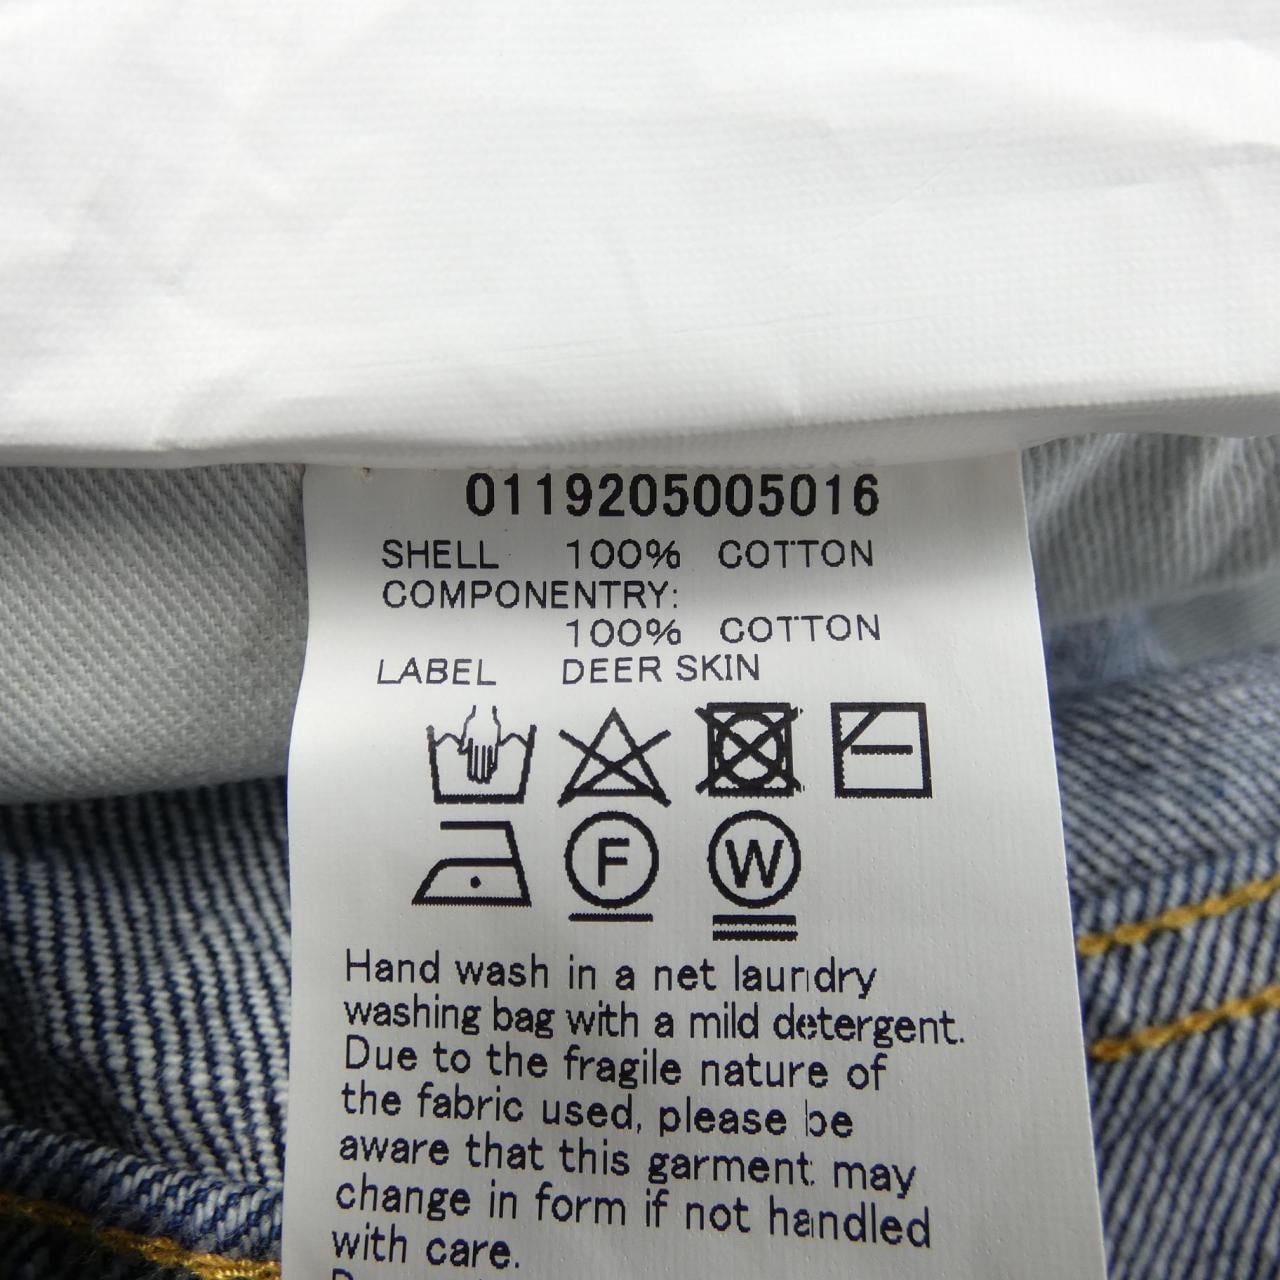 0119205005016
SHELL 100% COTTON
COMPONENTRY:
100% COTTON
LABEL DEER SKIN
F W
Hand wash in a net laundry
washing bag with a mild detergent.
Due to the fragile nature of
the fabric used, please be
aware that this garment may
change in form if not handled
with care.